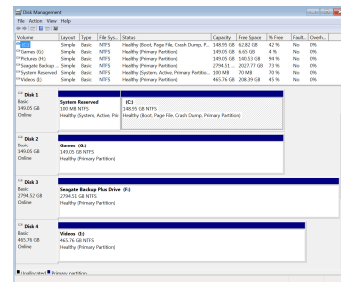 Disk Management
File Action View Help
Volume Layout Type File Sys... Status Capacity Free Space % Free Fault... Overh...
(C:) Simple Basic NTFS Healthy (Boot, Page File, Crash Dump, P... 148.95 GB 62.82 GB 42 % No 0%
Games (G:) Simple Basic NTFS Healthy (Primary Partition) 149.05 GB 6.65 GB 4 % No 0%
Pictures (H:) Simple Basic NTFS Healthy (Primary Partition) 149.05 GB 140.53 GB 94 % No 0%
Seagate Backup ... Simple Basic NTFS Healthy (Primary Partition) 2794.51 ... 2027.77 GB 73 % No 0%
System Reserved Simple Basic NTFS Healthy (System, Active, Primary Partitio... 100 MB 70 MB 70 % No 0%
Videos (I:) Simple Basic NTFS Healthy (Primary Partition) 465.76 GB 208.39 GB 45 % No 0%
Disk 1
Basic
149.05 GB
Online
System Reserved
100 MB NTFS
Healthy (System, Active, Pri
(C:)
148.95 GB NTFS
Healthy (Boot, Page File, Crash Dump, Primary Partition)
Disk 2
Basic
149.05 GB
Online
Games (G:)
149.05 GB NTFS
Healthy (Primary Partition)
Disk 3
Basic
2794.52 GB
Online
Seagate Backup Plus Drive (F:)
2794.51 GB NTFS
Healthy (Primary Partition)
Disk 4
Basic
465.76 GB
Online
Videos (I:)
465.76 GB NTFS
Healthy (Primary Partition)
Unallocated Primary partition